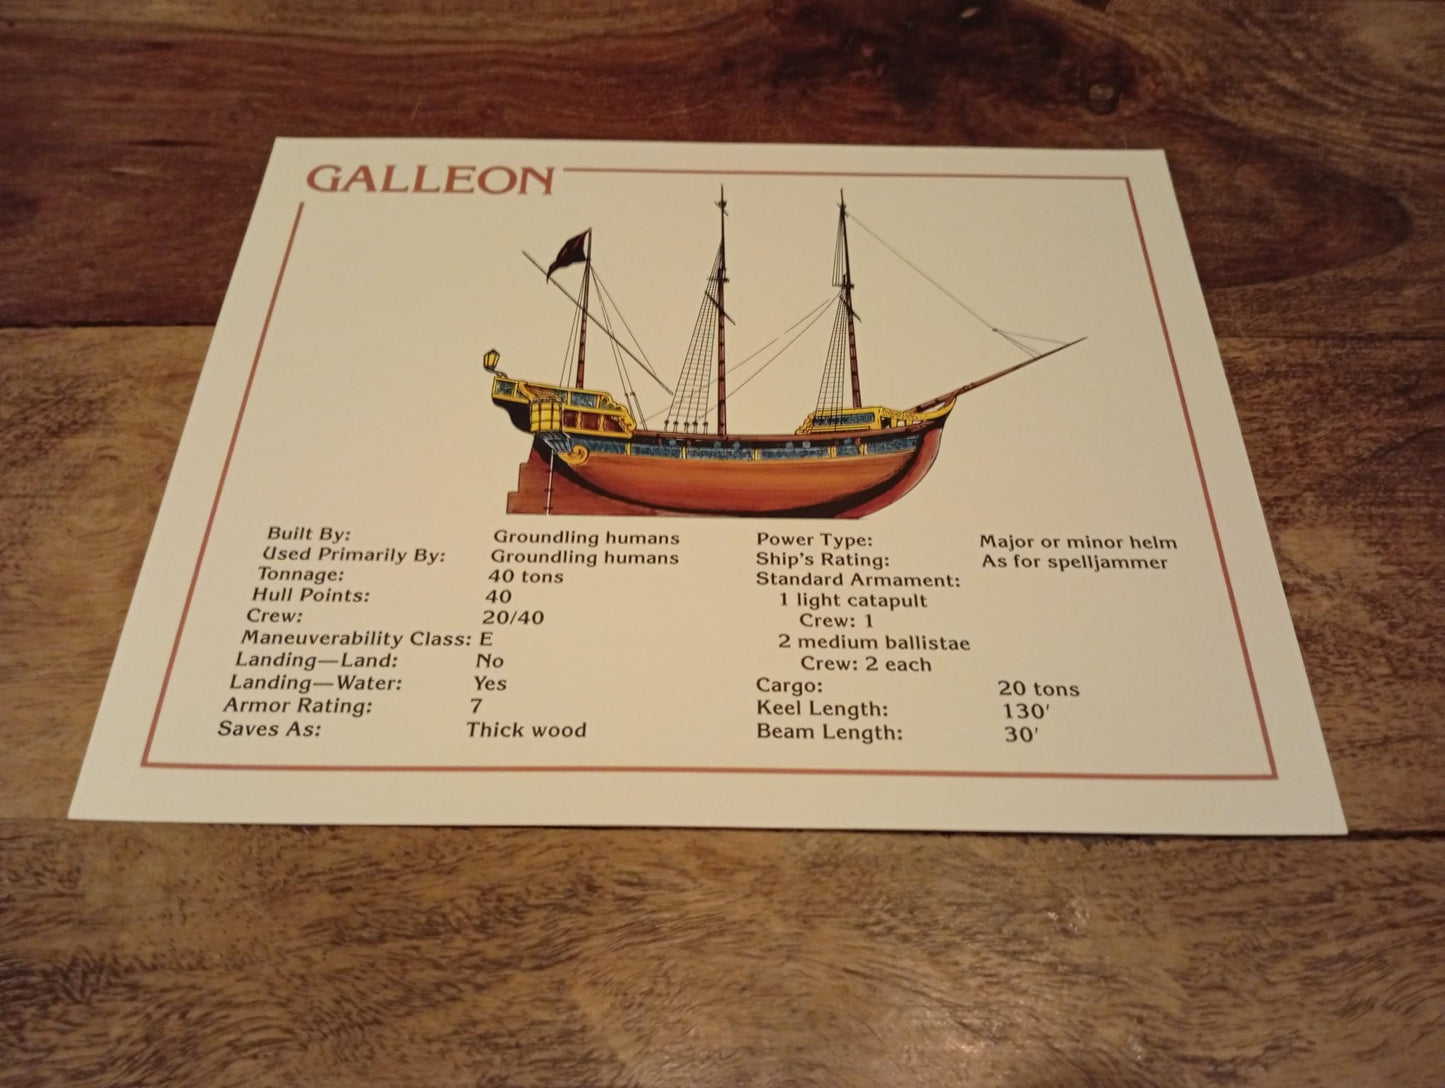 GALLEON
Built By: Groundling humans
Used Primarily By: Groundling humans
Tonnage: 40 tons
Hull Points: 40
Crew: 20/40
Maneuverability Class: E
Landing—Land: No
Landing—Water: Yes
Armor Rating: 7
Saves As: Thick wood
Power Type: Major or minor helm
Ship's Rating: As for spelljammer
Standard Armament:
1 light catapult
Crew: 1
2 medium ballistae
Crew: 2 each
Cargo: 20 tons
Keel Length: 130'
Beam Length: 30'